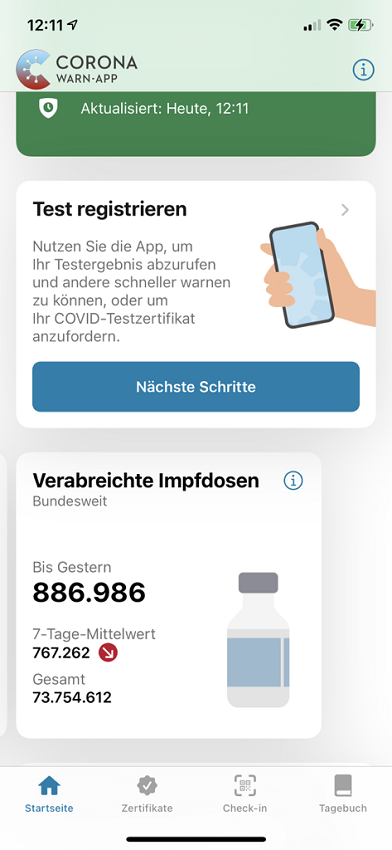 12:11
CORONA
WARN-APP
Aktualisiert: Heute, 12:11
Test registrieren
Nutzen Sie die App, um
Ihr Testergebnis abzurufen
und andere schneller warnen
zu können, oder um
Ihr COVID-Testzertifikat
anzufordern.
Nächste Schritte
Verabreichte Impfdosen
Bundesweit
Bis Gestern
886.986
7-Tage-Mittelwert
767.262
Gesamt
73.754.612
Startseite
Zertifikate
Check-in
Tagebuch